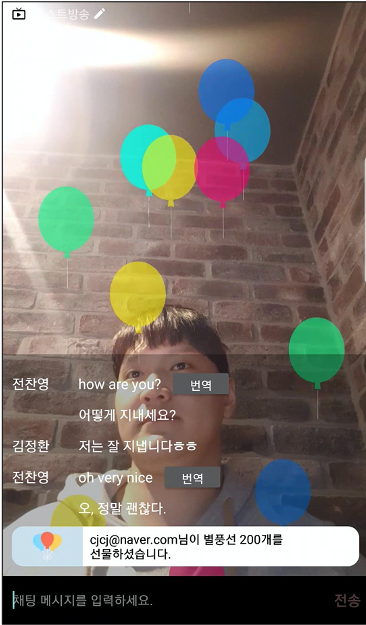 스트방송
전찬영 how are you? 번역
어떻게 지내세요?
김정환 저는 잘 지냅니다ㅎㅎ
전찬영 oh very nice 번역
오, 정말 괜찮다.
cjcj@naver.com님이 별풍선 200개를
선물하셨습니다.
채팅 메시지를 입력하세요. 전송